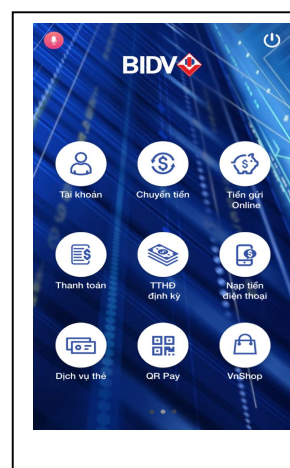 BIDV
Tài khoản
Chuyển tiền
Tiền gửi
Online
Thanh toán
TTHĐ
định kỳ
Nạp tiền
điện thoại
Dịch vụ thẻ
QR Pay
VnShop